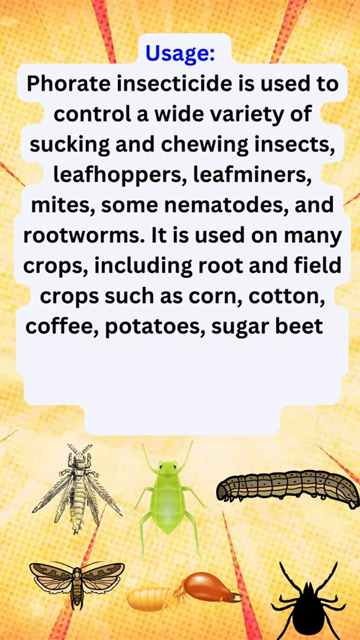 Usage:
Phorate insecticide is used to
control a wide variety of
sucking and chewing insects,
leafhoppers, leafminers,
mites, some nematodes, and
rootworms. It is used on many
crops, including root and field
crops such as corn, cotton,
coffee, potatoes, sugar beet